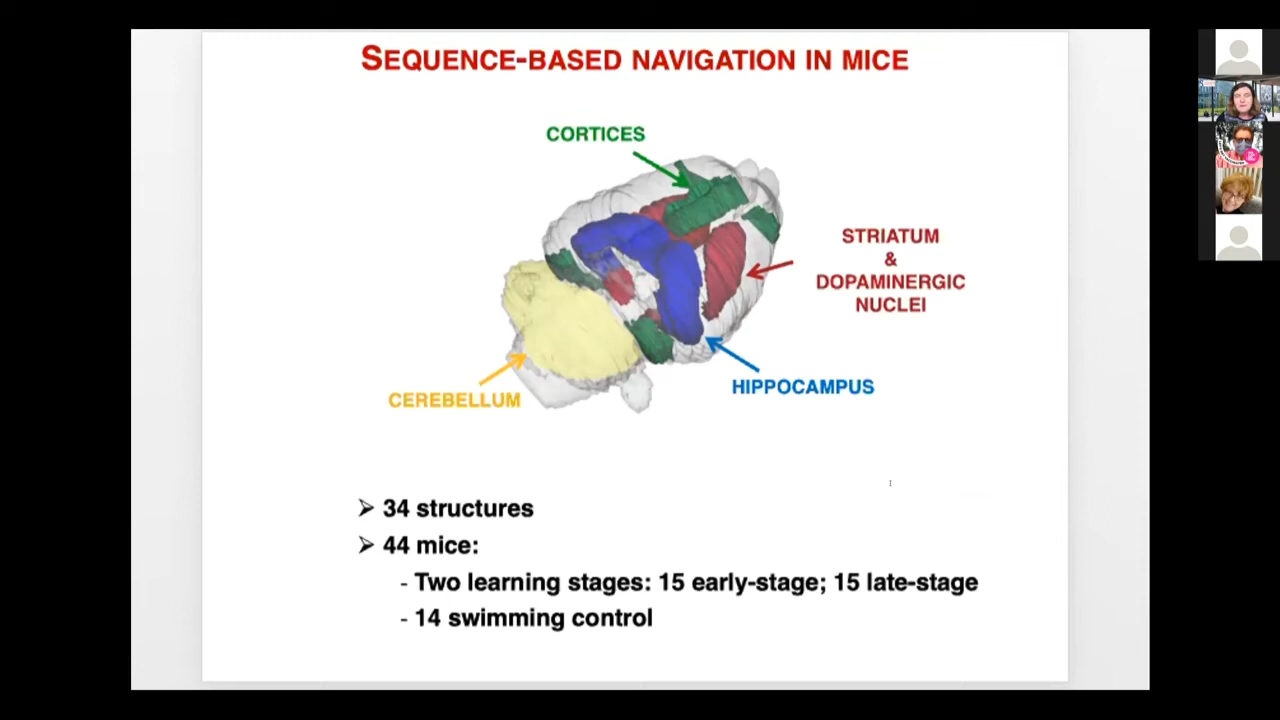 SEQUENCE-BASED NAVIGATION IN MICE
CORTICES
STRIATUM
&
DOPAMINERGIC
NUCLEI
HIPPOCAMPUS
CEREBELLUM
➢ 34 structures
➢ 44 mice:
- Two learning stages: 15 early-stage; 15 late-stage
- 14 swimming control